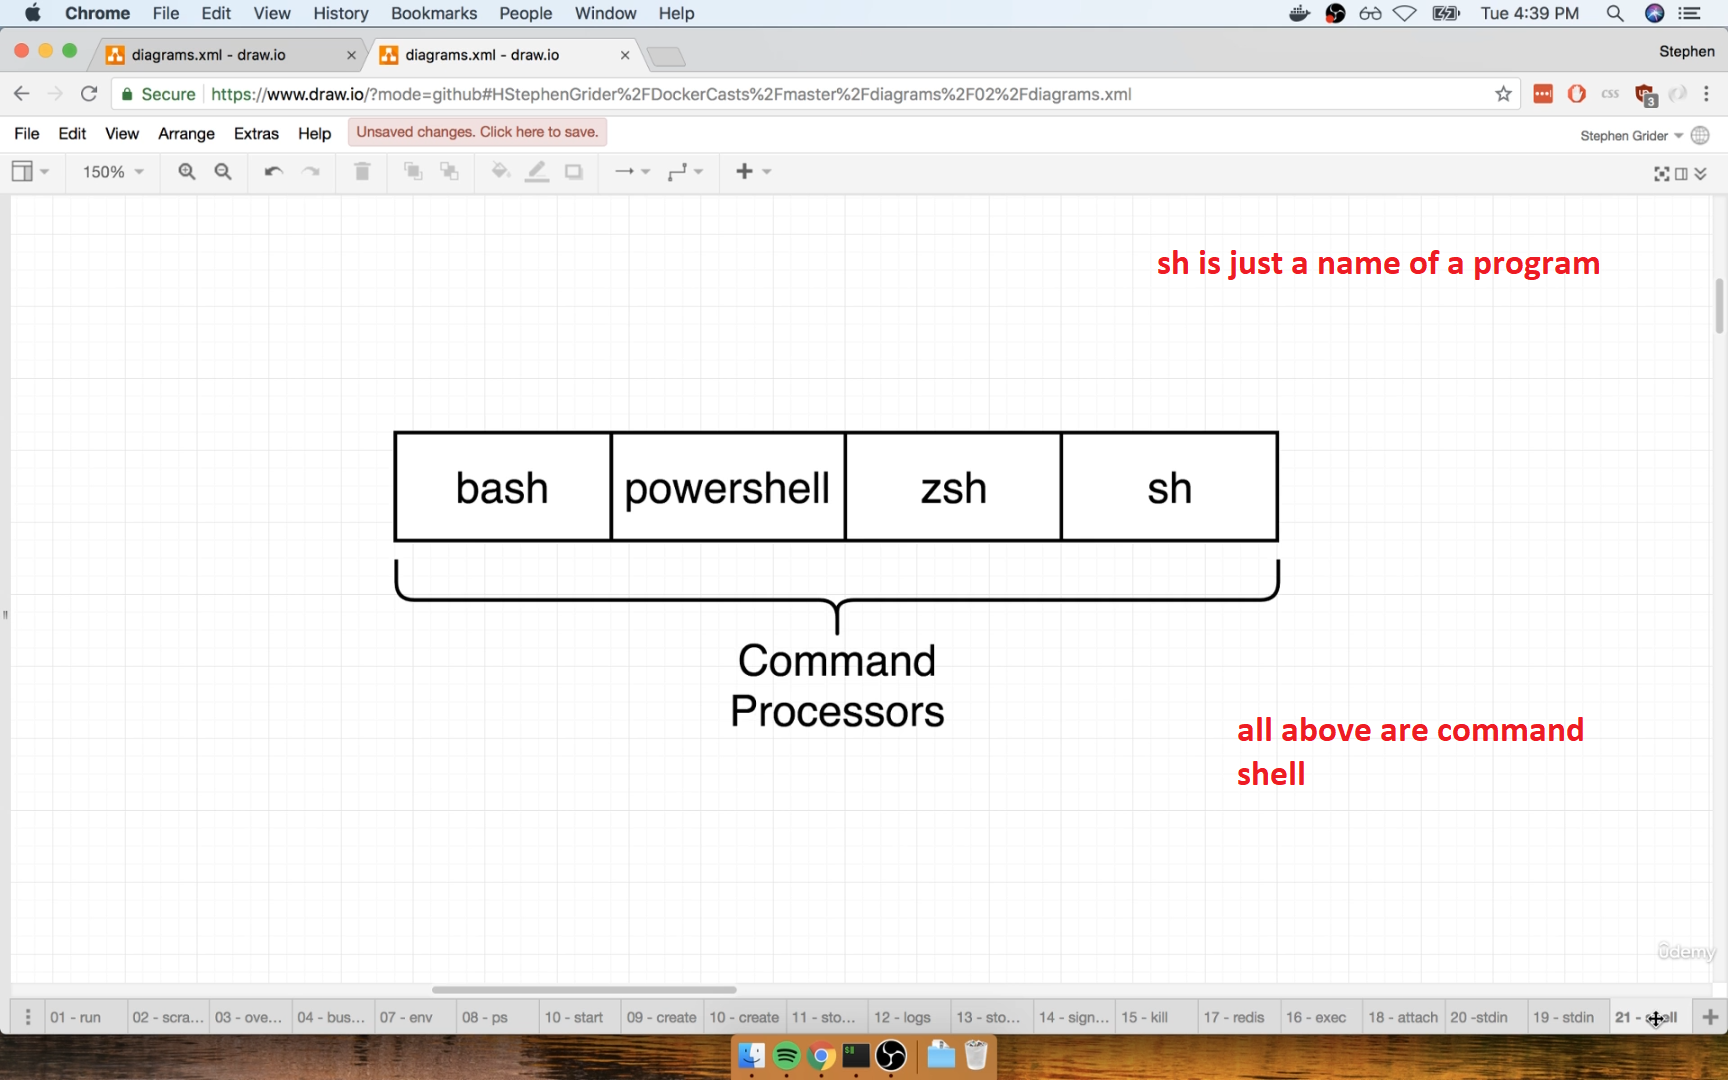 Chrome File Edit View History Bookmarks People Window Help Tue 4:39 PM
diagrams.xml - draw.io diagrams.xml - draw.io Stephen
Secure https://www.draw.io/?mode=github#HStephenGrider%2FDockerCasts%2Fmaster%2Fdiagrams%2F02%2Fdiagrams.xml css 3
File Edit View Arrange Extras Help Unsaved changes. Click here to save. Stephen Grider
150%
sh is just a name of a program
bash powershell zsh sh
Command
Processors
all above are command
shell
ûdemy
01 - run 02 - scra... 03 - ove... 04 - bus... 07 - env 08 - ps 10 - start 09 - create 10 - create 11 - sto... 12 - logs 13 - sto... 14 - sign... 15 - kill 17 - redis 16 - exec 18 - attach 20 -stdin 19 - stdin 21 - shell